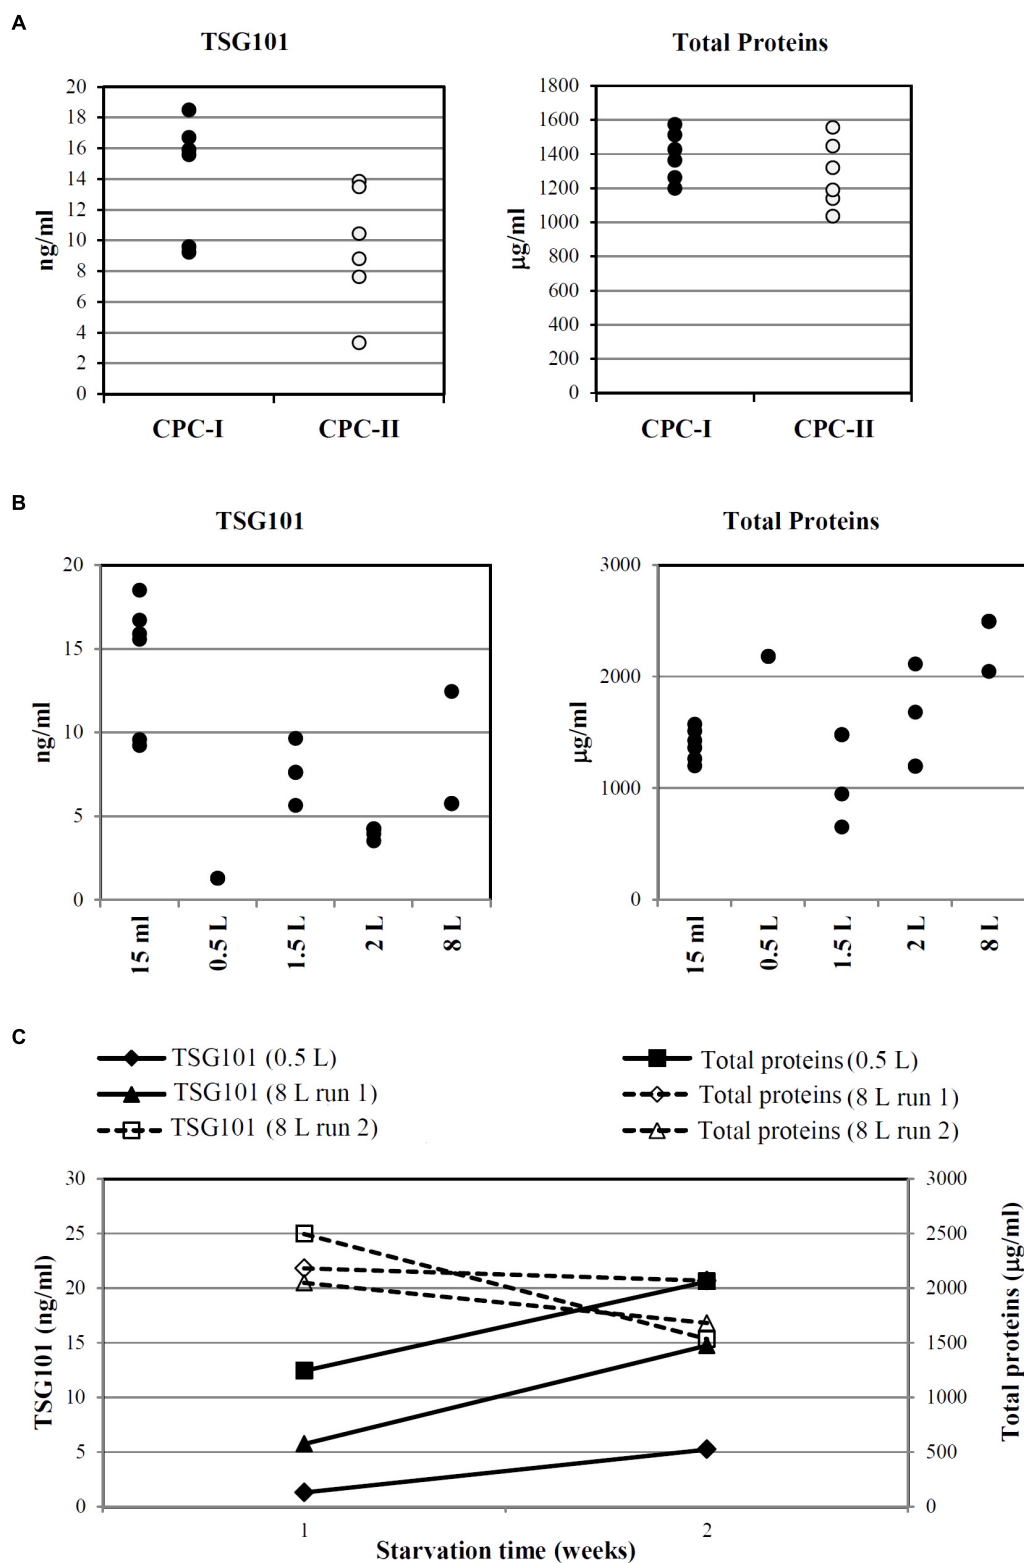 A
TSG101
Total Proteins
20
18
16
14
12
10
8
6
4
2
0
ng/ml
CPC-I
CPC-II
1800
1600
1400
1200
1000
800
600
400
200
0
µg/ml
CPC-I
CPC-II
B
TSG101
Total Proteins
20
15
10
5
0
ng/ml
15 ml
0.5 L
1.5 L
2 L
8 L
3000
2000
1000
0
µg/ml
15 ml
0.5 L
1.5 L
2 L
8 L
C
TSG101 (0.5 L)
TSG101 (8 L run 1)
TSG101 (8 L run 2)
Total proteins (0.5 L)
Total proteins (8 L run 1)
Total proteins (8 L run 2)
30
25
20
15
10
5
0
TSG101 (ng/ml)
3000
2500
2000
1500
1000
500
0
Total proteins (µg/ml)
1
2
Starvation time (weeks)